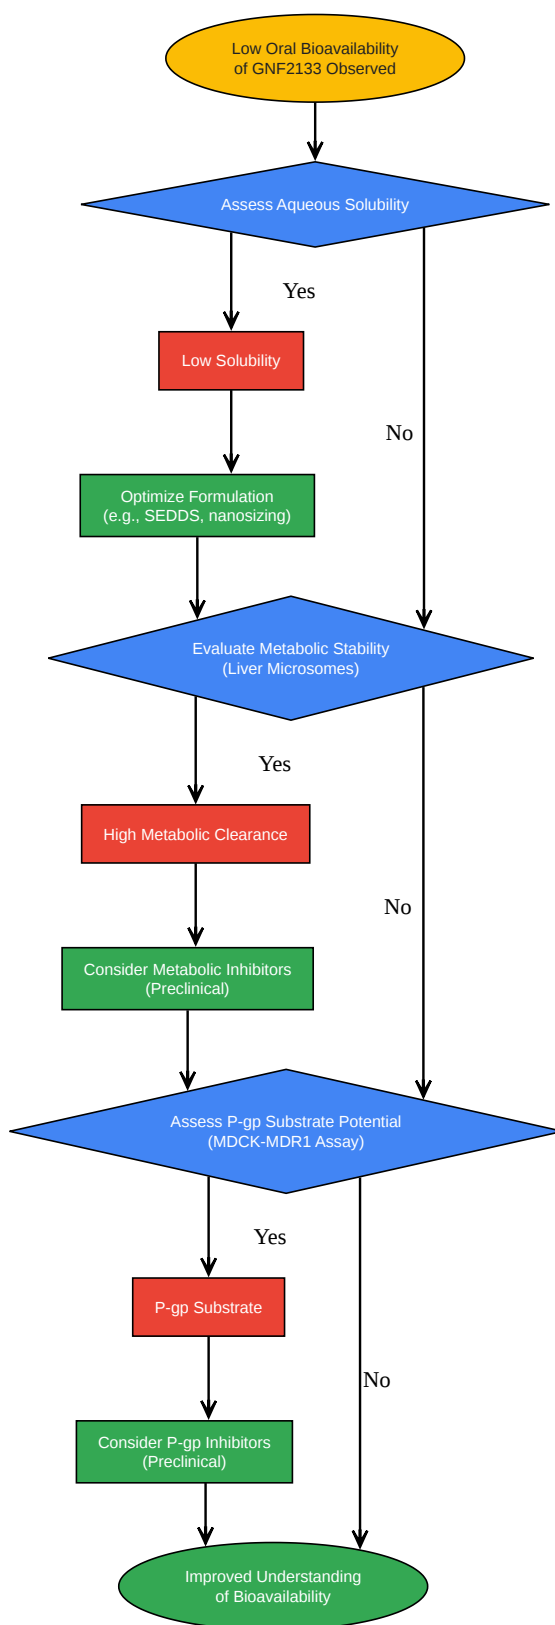 Low Oral Bioavailability
of GNF2133 Observed
Assess Aqueous Solubility
Yes
Low Solubility
No
Optimize Formulation
(e.g., SEDDS, nanosizing)
Evaluate Metabolic Stability
(Liver Microsomes)
Yes
High Metabolic Clearance
No
Consider Metabolic Inhibitors
(Preclinical)
Assess P-gp Substrate Potential
(MDCK-MDR1 Assay)
Yes
P-gp Substrate
No
Consider P-gp Inhibitors
(Preclinical)
Improved Understanding
of Bioavailability